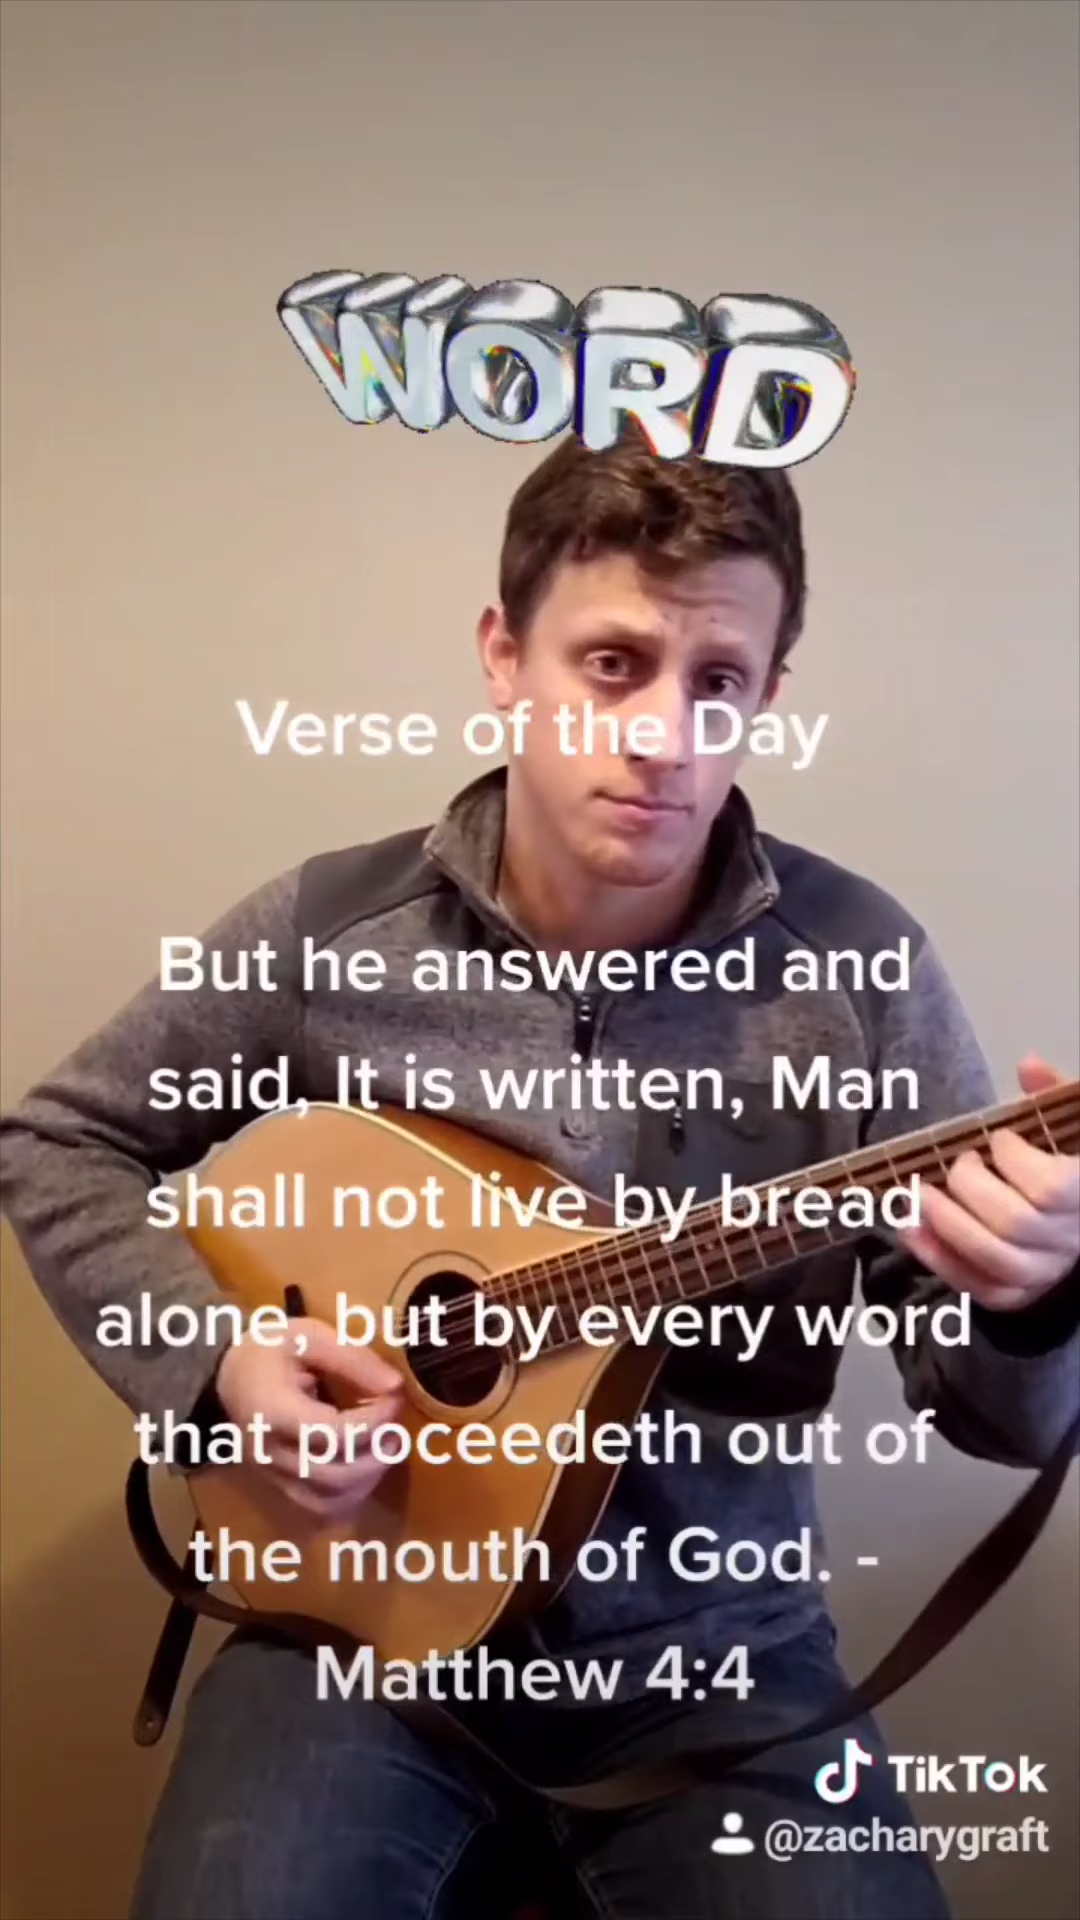 WORD
Verse of the Day
But he answered and
said, It is written, Man
shall not live by bread
alone, but by every word
that proceedeth out of
the mouth of God. -
Matthew 4:4
TikTok
@zacharygraft